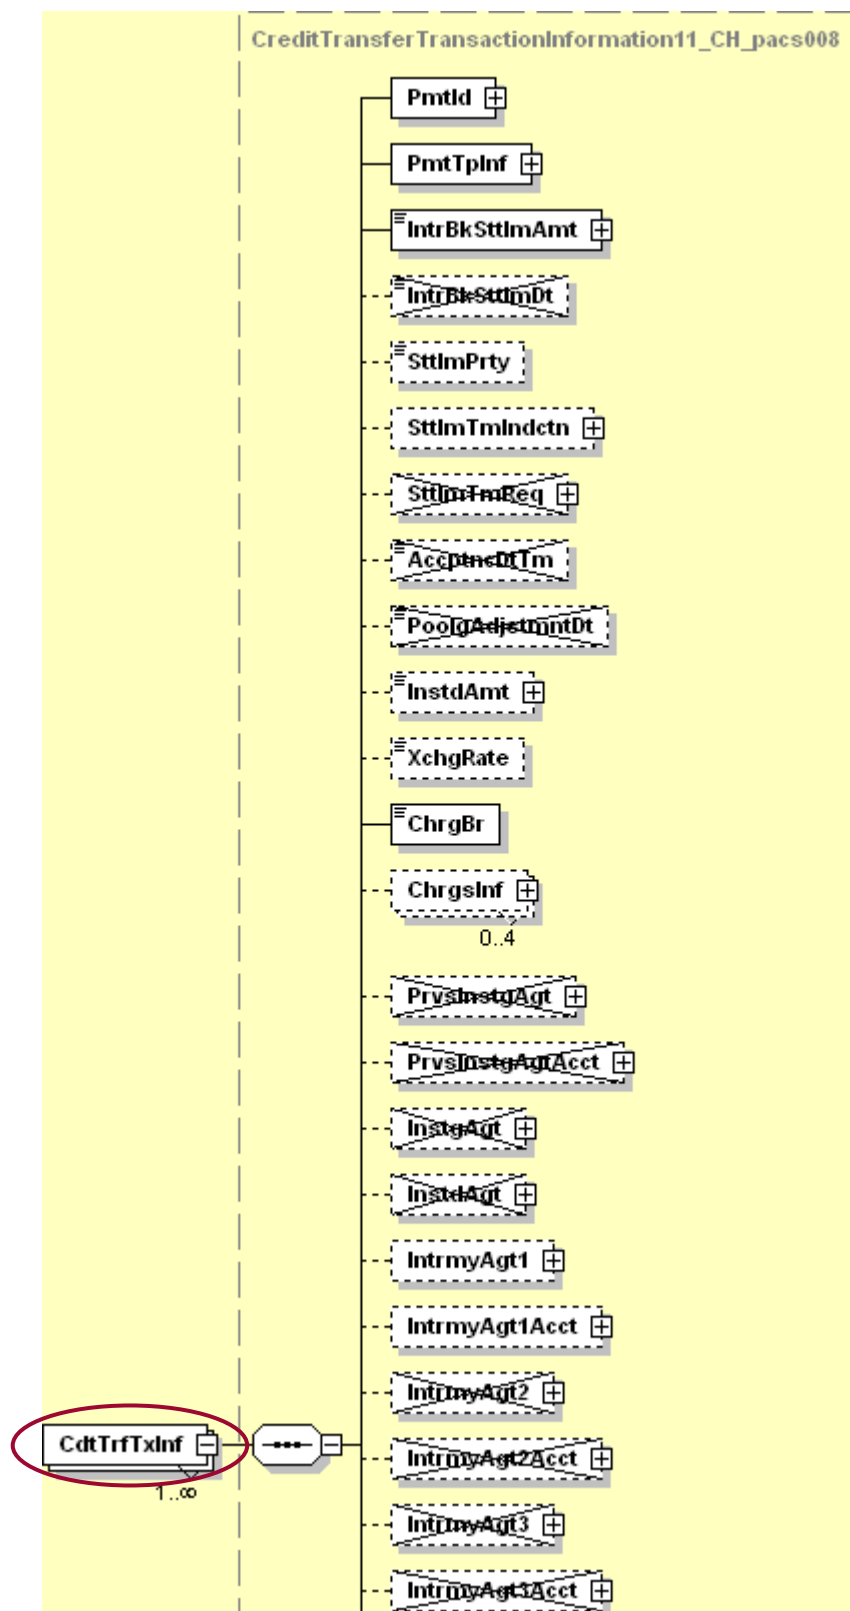 CreditTransferTransactionInformation11_CH_pacs008
PmtId
PmtTpInf
IntrBkSttlmAmt
IntrBkSttlmDt
SttlmPrty
SttlmTmIndctn
SttlmTmReq
AccptncDtTm
PoolgAdjstmntDt
InstdAmt
XchgRate
ChrgBr
ChrgsInf
0..4
PrvsInstgAgt
PrvsInstgAgtAcct
InstgAgt
InstdAgt
IntrmyAgt1
IntrmyAgt1Acct
IntrmyAgt2
CdtTrfTxInf
1..∞
IntrmyAgt2Acct
IntrmyAgt3
IntrmyAgt3Acct